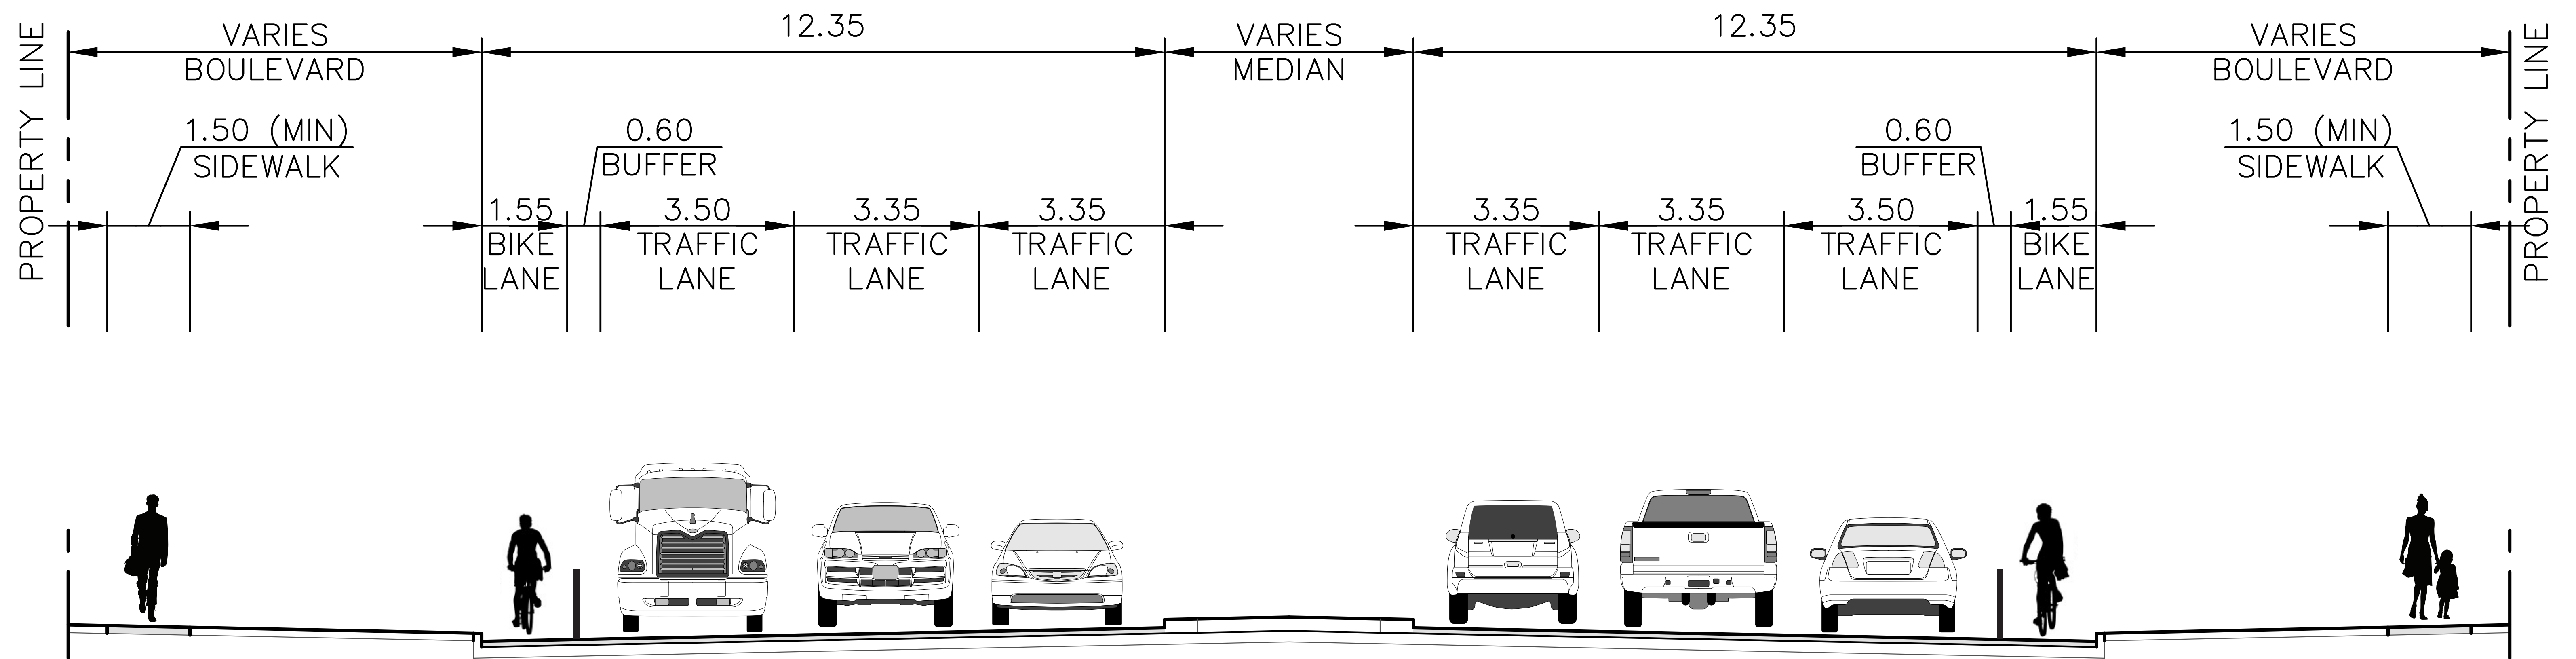 PROPERTY LINE
VARIES
BOULEVARD
12.35
VARIES
MEDIAN
12.35
VARIES
BOULEVARD
PROPERTY LINE
1.50 (MIN)
SIDEWALK
0.60
BUFFER
0.60
BUFFER
1.50 (MIN)
SIDEWALK
1.55
BIKE
LANE
3.50
TRAFFIC
LANE
3.35
TRAFFIC
LANE
3.35
TRAFFIC
LANE
3.35
TRAFFIC
LANE
3.35
TRAFFIC
LANE
3.50
TRAFFIC
LANE
1.55
BIKE
LANE